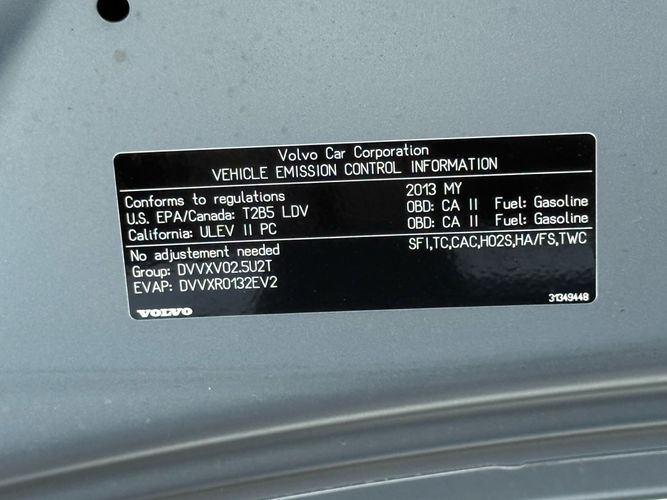 Volvo Car Corporation
VEHICLE EMISSION CONTROL INFORMATION
Conforms to regulations 2013 MY
U.S. EPA/Canada: T2B5 LDV OBD: CA II Fuel: Gasoline
California: ULEV II PC OBD: CA II Fuel: Gasoline
No adjustement needed SFI,TC,CAC,HO2S,HA/FS,TWC
Group: DVVXV02.5U2T
EVAP: DVVXR0132EV2
VOLVO 31349448